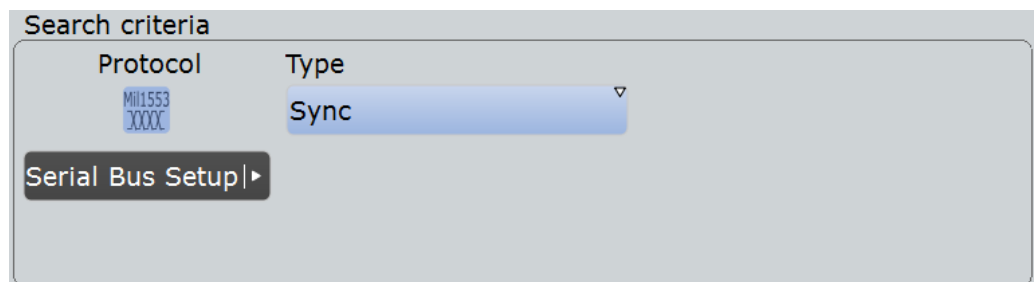 Search criteria
Protocol
Type
Mil1553
Sync
Serial Bus Setup